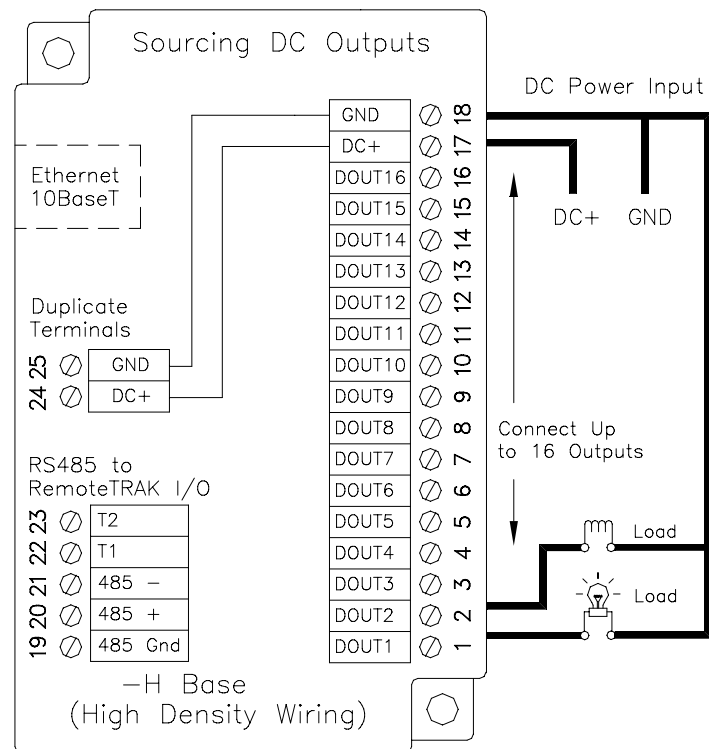 Sourcing DC Outputs
DC Power Input
GND 18
DC+ 17
DOUT16 16
DOUT15 15
DOUT14 14
DOUT13 13
DOUT12 12
DOUT11 11
DOUT10 10
DOUT9 9
DOUT8 8
DOUT7 7
DOUT6 6
DOUT5 5
DOUT4 4
DOUT3 3
DOUT2 2
DOUT1 1
DC+ GND
Ethernet
10BaseT
Duplicate
Terminals
25 GND
24 DC+
RS485 to
RemoteTRAK I/O
23 T2
22 T1
21 485 -
20 485 +
19 485 Gnd
Connect Up
to 16 Outputs
Load
Load
-H Base
(High Density Wiring)